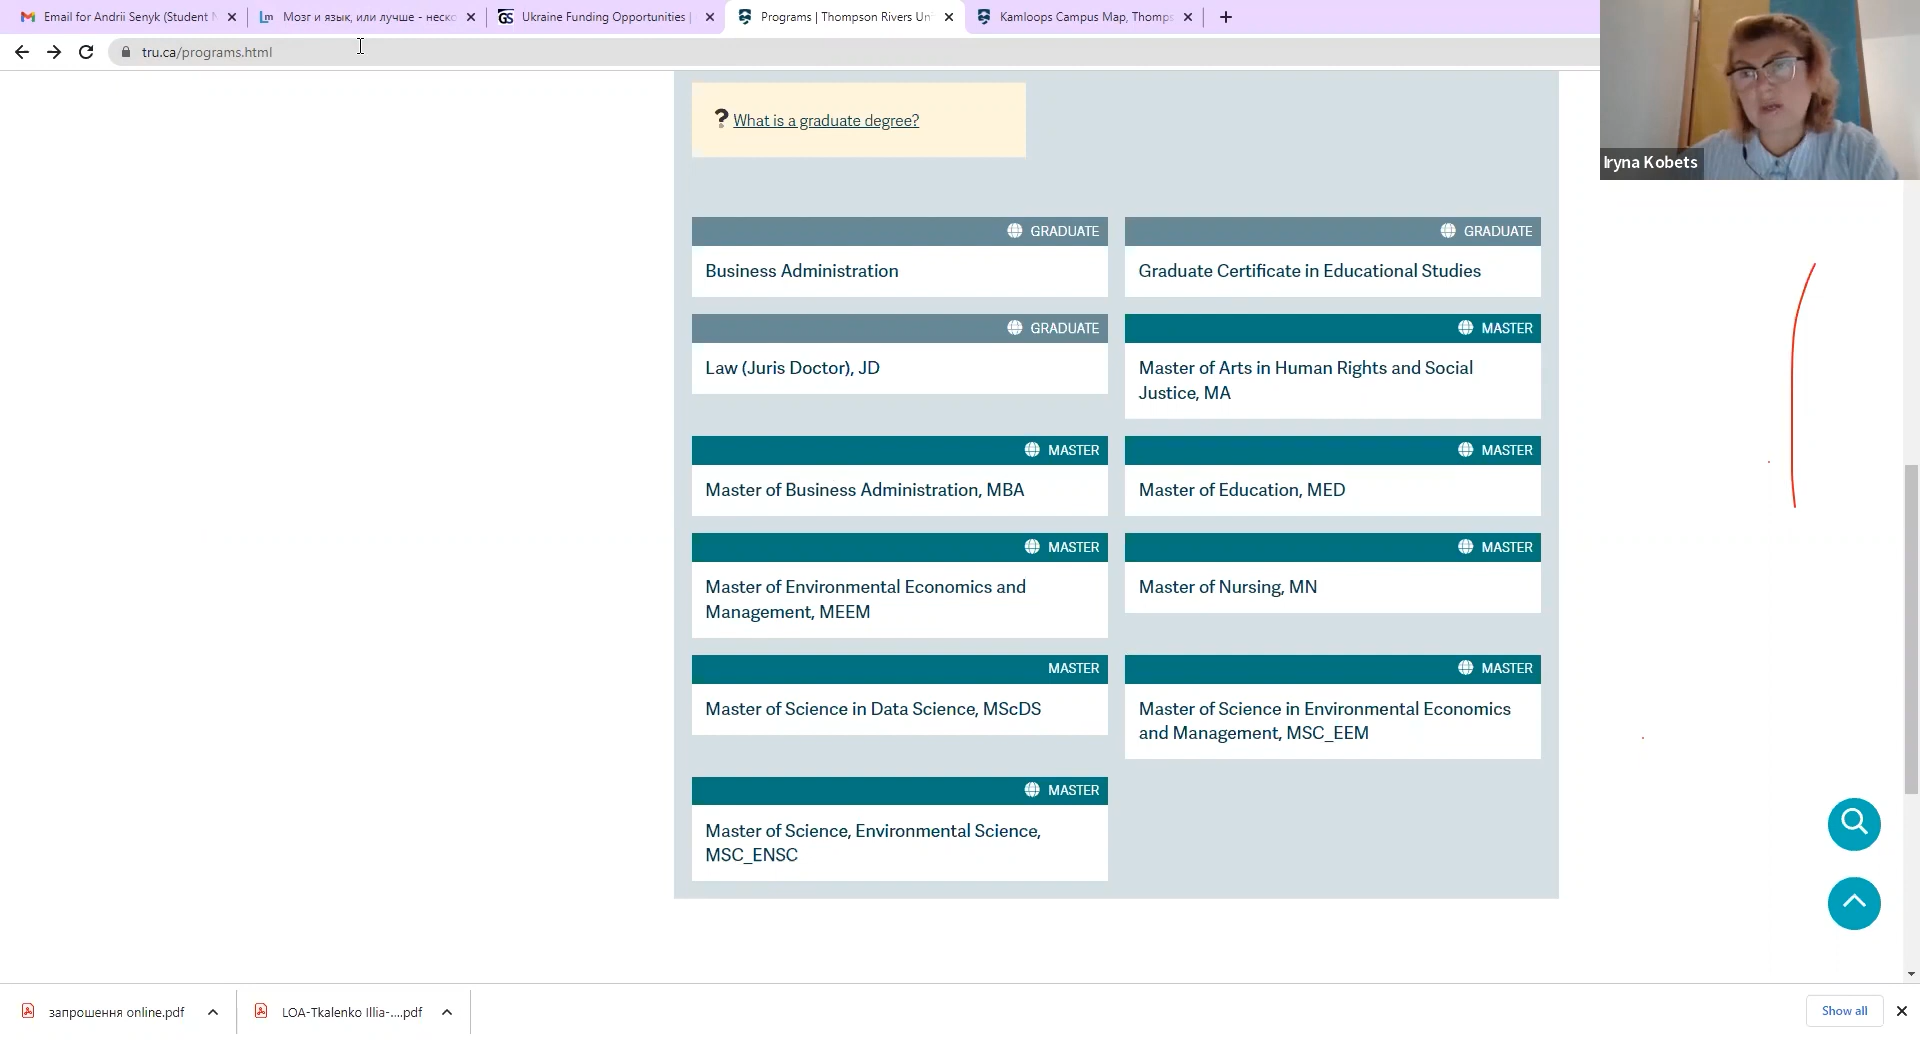 Email for Andrii Senyk (Student N
Мозг и язык, или лучше - неско
Ukraine Funding Opportunities |
Programs | Thompson Rivers Uni
Kamloops Campus Map, Thomps
tru.ca/programs.html
Iryna Kobets
? What is a graduate degree?
GRADUATE
Business Administration
GRADUATE
Graduate Certificate in Educational Studies
GRADUATE
Law (Juris Doctor), JD
MASTER
Master of Arts in Human Rights and Social
Justice, MA
MASTER
Master of Business Administration, MBA
MASTER
Master of Education, MED
MASTER
Master of Environmental Economics and
Management, MEEM
MASTER
Master of Nursing, MN
MASTER
Master of Science in Data Science, MScDS
MASTER
Master of Science in Environmental Economics
and Management, MSC_EEM
MASTER
Master of Science, Environmental Science,
MSC_ENSC
запрошення online.pdf
LOA-Tkalenko Illia-....pdf
Show all